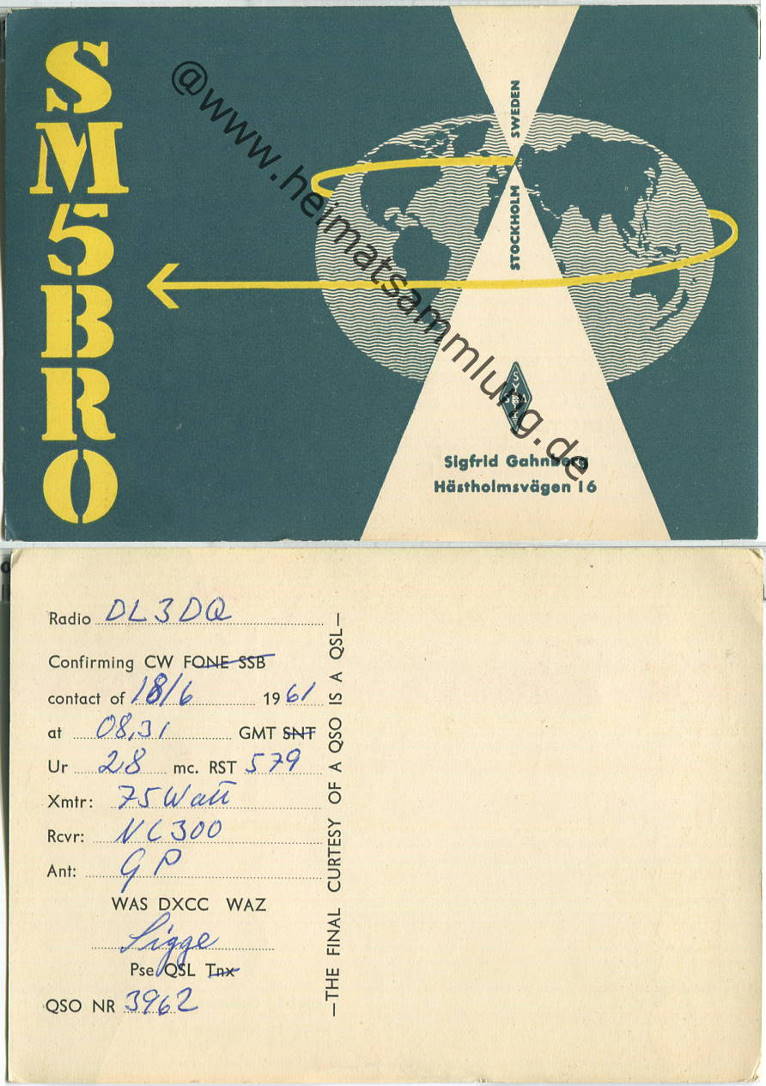 SM5BRO
SWEDEN
STOCKHOLM
@www.heimatsammlung.de
Sigfrid Gahnberg
Hästholmsvägen 16
Radio DL3DQ
Confirming CW FONE SSB
contact of 18/6 1961
at 08,31 GMT SNT
Ur 28 mc. RST 579
Xmtr: 75 Watt
Rcvr: NC300
Ant: GP
WAS DXCC WAZ
Sigge
Pse QSL Tnx
QSO NR 3962
—THE FINAL CURTESY OF A QSO IS A QSL—